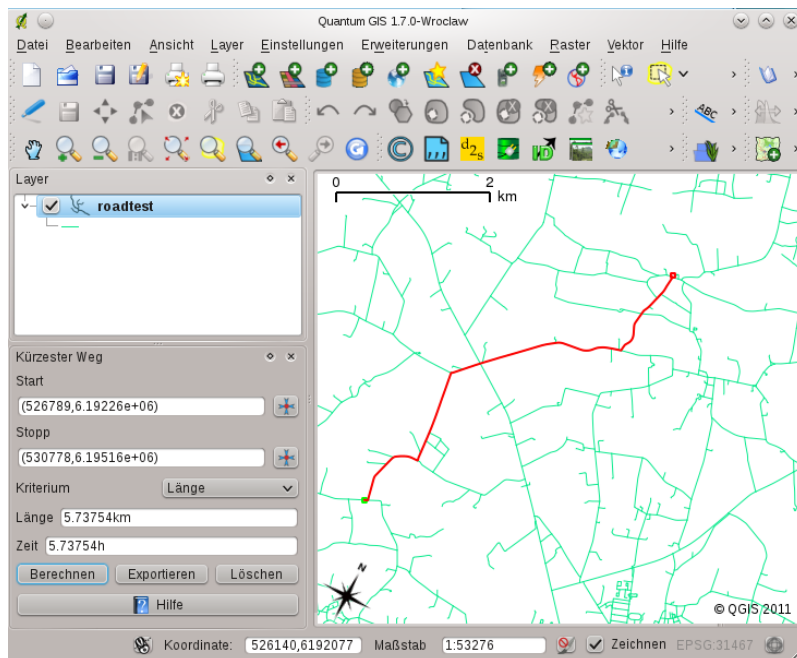 Quantum GIS 1.7.0-Wroclaw
Datei Bearbeiten Ansicht Layer Einstellungen Erweiterungen Datenbank Raster Vektor Hilfe
ABC
d2s
Layer
roadtest
0 2
km
Kürzester Weg
Start
(526789,6.19226e+06)
Stopp
(530778,6.19516e+06)
Kriterium Länge
Länge 5.73754km
Zeit 5.73754h
Berechnen Exportieren Löschen
Hilfe
N
© QGIS 2011
Koordinate: 526140,6192077 Maßstab 1:53276 Zeichnen EPSG:31467